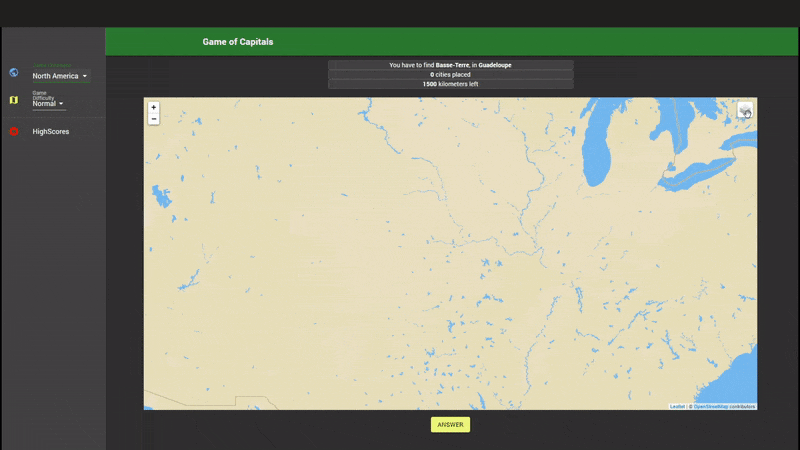 Game of Capitals
You have to find Basse-Terre, in Guadeloupe
0 cities placed
1500 kilometers left
North America
Game
Difficulty
Normal
HighScores
+
−
Leaflet | © OpenStreetMap contributors
ANSWER